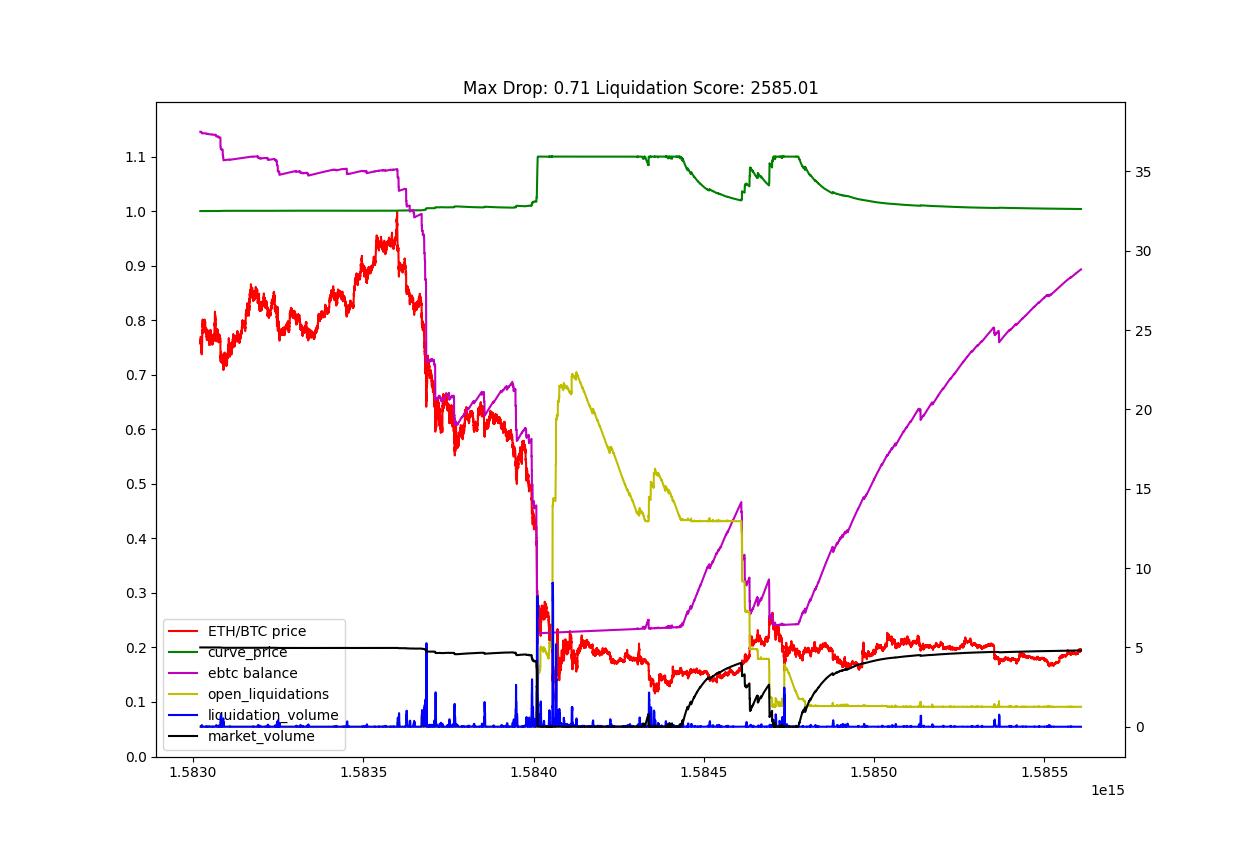 Max Drop: 0.71 Liquidation Score: 2585.01
1.1
1.0
0.9
0.8
0.7
0.6
0.5
0.4
0.3
0.2
0.1
0.0
35
30
25
20
15
10
5
0
ETH/BTC price
curve_price
ebtc balance
open_liquidations
liquidation_volume
market_volume
1.5830 1.5835 1.5840 1.5845 1.5850 1.5855
1e15